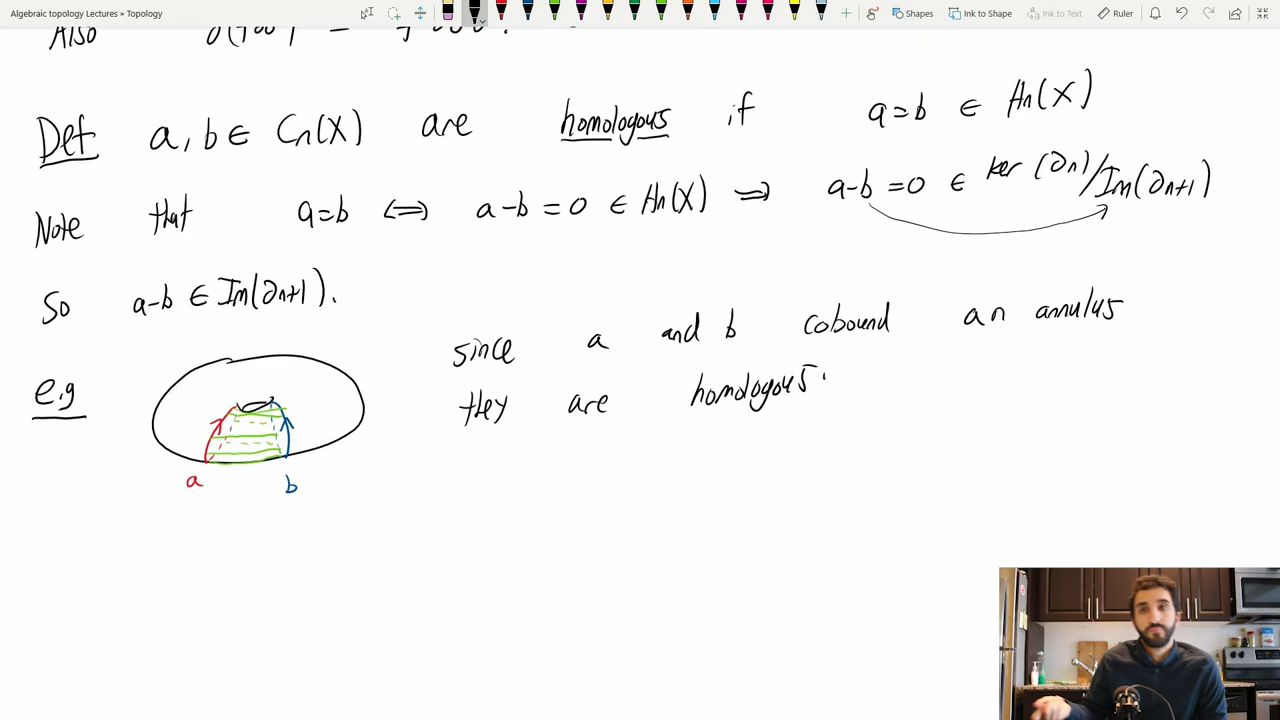 Algebraic topology Lectures » Topology
Shapes
Ink to Shape
Ink to Text
Ruler
Also
Def a, b ∈ Cn(X) are homologous if a=b ∈ Hn(X)
Note that a=b ⟺ a-b=0 ∈ Hn(X) ⟹ a-b=0 ∈ ker(∂n)/Im(∂n+1)
So a-b ∈ Im(∂n+1).
e.g since a and b cobound an annulus
they are homologous.
a b